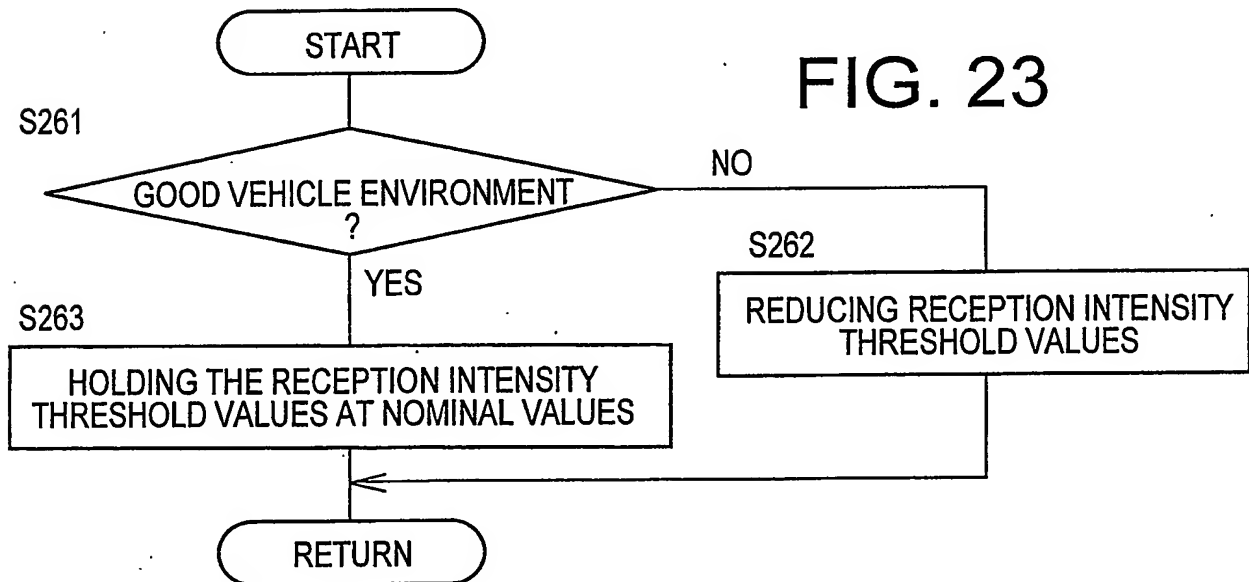 START
FIG. 23
S261
GOOD VEHICLE ENVIRONMENT
?
NO
YES
S262
REDUCING RECEPTION INTENSITY
THRESHOLD VALUES
S263
HOLDING THE RECEPTION INTENSITY
THRESHOLD VALUES AT NOMINAL VALUES
RETURN